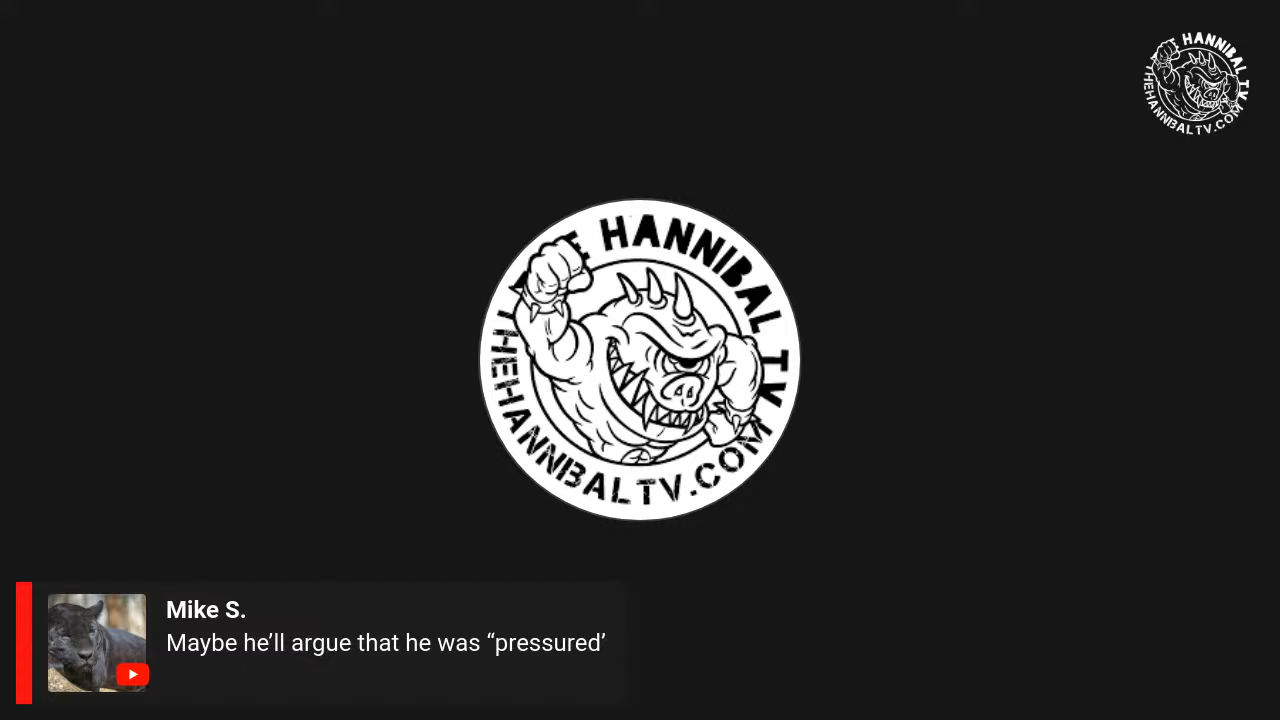 HANNIBAL TV
THEHANNIBALTV.COM
HANNIBAL TV
THEHANNIBALTV.COM
Mike S.
Maybe he’ll argue that he was “pressured’